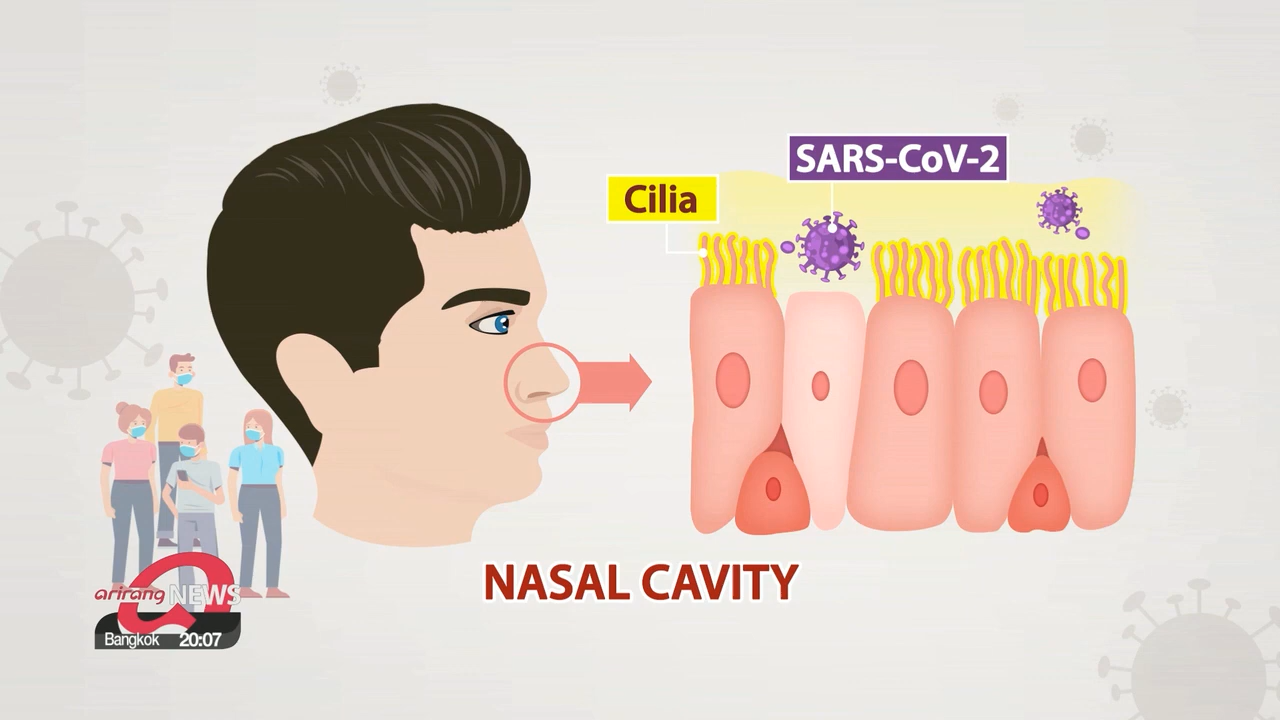 SARS-CoV-2
Cilia
NASAL CAVITY
arirang NEWS
Bangkok 20:07